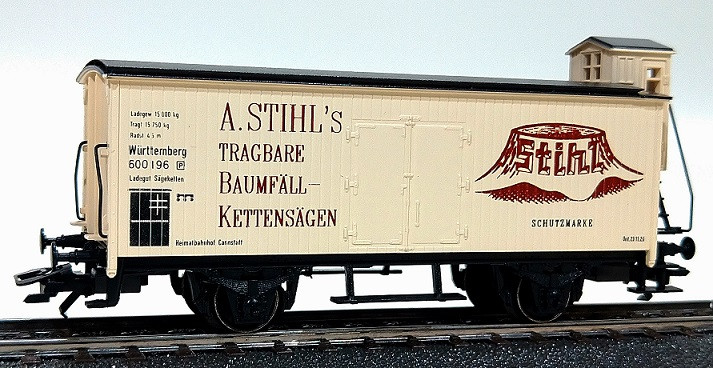 Ladegew 15 000 kg
Tragf 15 750 kg
Radst 4,5 m
Württemberg
600 196 P
Ladegut Sägeketten
Heimatbahnhof Cannstatt
A. STIHL'S
TRAGBARE
BAUMFÄLL-
KETTENSÄGEN
Stihl
SCHUTZMARKE